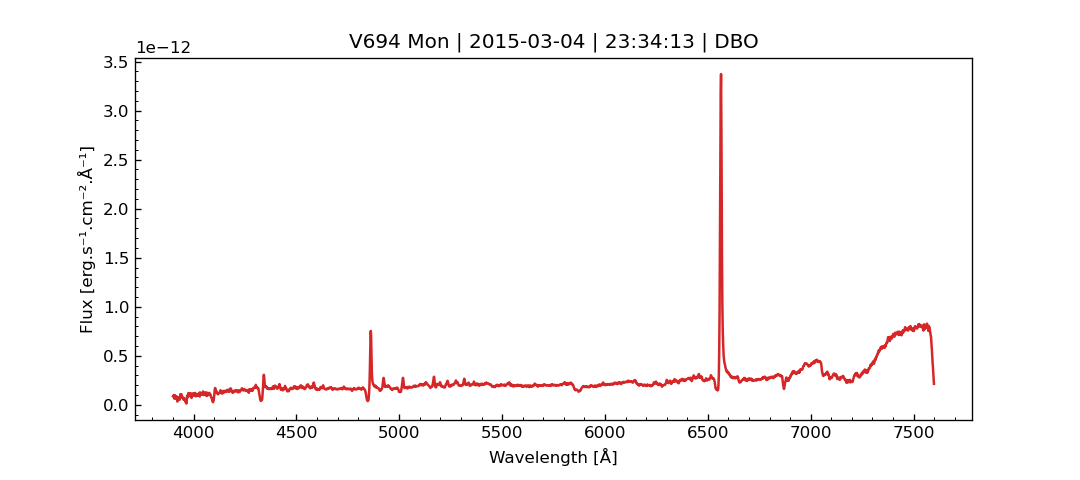 V694 Mon | 2015-03-04 | 23:34:13 | DBO
1e−12
3.5
3.0
2.5
2.0
1.5
1.0
0.5
0.0
Flux [erg.s⁻¹.cm⁻².Å⁻¹]
4000 4500 5000 5500 6000 6500 7000 7500
Wavelength [Å]